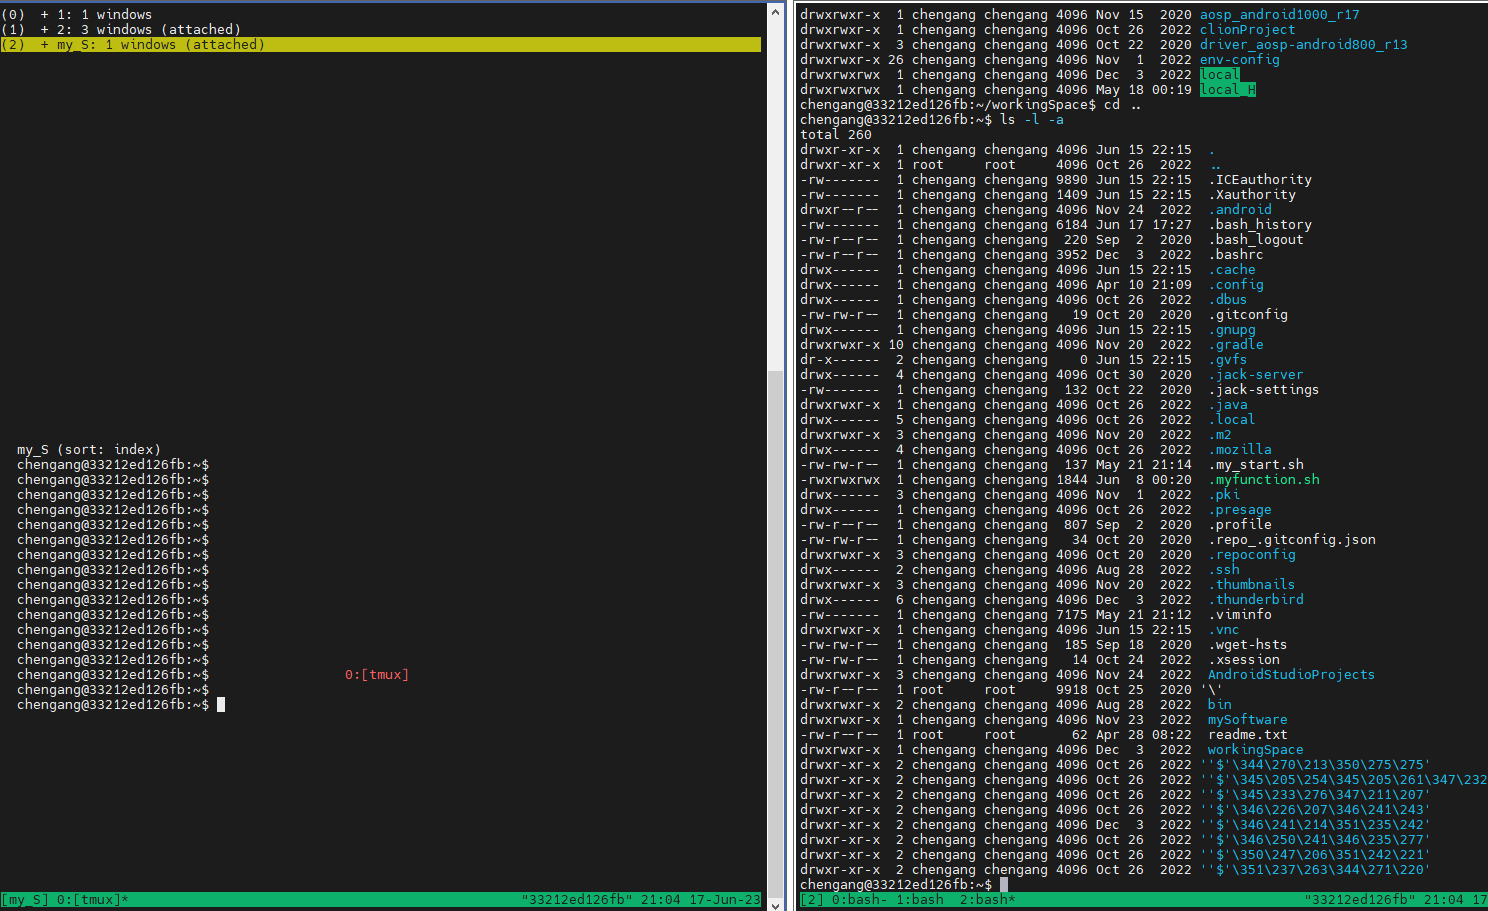 (0)  + 1: 1 windows
(1)  + 2: 3 windows (attached)
(2)  + my_S: 1 windows (attached)
my_S (sort: index)
chengang@33212ed126fb:~$
chengang@33212ed126fb:~$
chengang@33212ed126fb:~$
chengang@33212ed126fb:~$
chengang@33212ed126fb:~$
chengang@33212ed126fb:~$
chengang@33212ed126fb:~$
chengang@33212ed126fb:~$
chengang@33212ed126fb:~$
chengang@33212ed126fb:~$
chengang@33212ed126fb:~$
chengang@33212ed126fb:~$
chengang@33212ed126fb:~$
chengang@33212ed126fb:~$
chengang@33212ed126fb:~$ 0:[tmux]
chengang@33212ed126fb:~$
chengang@33212ed126fb:~$
[my_S] 0:[tmux]* "33212ed126fb" 21:04 17-Jun-23
drwxrwxr-x  1 chengang chengang 4096 Nov 15  2020 aosp_android1000_r17
drwxrwxr-x  1 chengang chengang 4096 Oct 26  2022 clionProject
drwxrwxr-x  3 chengang chengang 4096 Oct 22  2020 driver_aosp-android800_r13
drwxrwxr-x 26 chengang chengang 4096 Nov  1  2022 env-config
drwxrwxrwx  1 chengang chengang 4096 Dec  3  2022 local
drwxrwxrwx  1 chengang chengang 4096 May 18 00:19 local_H
chengang@33212ed126fb:~/workingSpace$ cd ..
chengang@33212ed126fb:~$ ls -l -a
total 260
drwxr-xr-x  1 chengang chengang 4096 Jun 15 22:15  .
drwxr-xr-x  1 root     root     4096 Oct 26  2022  ..
-rw-------  1 chengang chengang 9890 Jun 15 22:15  .ICEauthority
-rw-------  1 chengang chengang 1409 Jun 15 22:15  .Xauthority
drwxr--r--  1 chengang chengang 4096 Nov 24  2022  .android
-rw-------  1 chengang chengang 6184 Jun 17 17:27  .bash_history
-rw-r--r--  1 chengang chengang  220 Sep  2  2020  .bash_logout
-rw-r--r--  1 chengang chengang 3952 Dec  3  2022  .bashrc
drwx------  1 chengang chengang 4096 Jun 15 22:15  .cache
drwx------  1 chengang chengang 4096 Apr 10 21:09  .config
drwx------  1 chengang chengang 4096 Oct 26  2022  .dbus
-rw-rw-r--  1 chengang chengang   19 Oct 20  2020  .gitconfig
drwx------  1 chengang chengang 4096 Jun 15 22:15  .gnupg
drwxrwxr-x 10 chengang chengang 4096 Nov 20  2022  .gradle
dr-x------  2 chengang chengang    0 Jun 15 22:15  .gvfs
drwx------  4 chengang chengang 4096 Oct 30  2020  .jack-server
-rw-------  1 chengang chengang  132 Oct 22  2020  .jack-settings
drwxrwxr-x  1 chengang chengang 4096 Oct 26  2022  .java
drwx------  5 chengang chengang 4096 Oct 26  2022  .local
drwxrwxr-x  3 chengang chengang 4096 Nov 20  2022  .m2
drwx------  4 chengang chengang 4096 Oct 26  2022  .mozilla
-rw-rw-r--  1 chengang chengang  137 May 21 21:14  .my_start.sh
-rwxrwxrwx  1 chengang chengang 1844 Jun  8 00:20  .myfunction.sh
drwx------  3 chengang chengang 4096 Nov  1  2022  .pki
drwx------  1 chengang chengang 4096 Oct 26  2022  .presage
-rw-r--r--  1 chengang chengang  807 Sep  2  2020  .profile
-rw-rw-r--  1 chengang chengang   34 Oct 20  2020  .repo_.gitconfig.json
drwxrwxr-x  3 chengang chengang 4096 Oct 20  2020  .repoconfig
drwx------  2 chengang chengang 4096 Aug 28  2022  .ssh
drwxrwxr-x  3 chengang chengang 4096 Nov 20  2022  .thumbnails
drwx------  6 chengang chengang 4096 Dec  3  2022  .thunderbird
-rw-------  1 chengang chengang 7175 May 21 21:12  .viminfo
drwxrwxr-x  1 chengang chengang 4096 Jun 15 22:15  .vnc
-rw-rw-r--  1 chengang chengang  185 Sep 18  2020  .wget-hsts
-rw-rw-r--  1 chengang chengang   14 Oct 24  2022  .xsession
drwxrwxr-x  3 chengang chengang 4096 Nov 24  2022  AndroidStudioProjects
-rw-r--r--  1 root     root     9918 Oct 25  2020 '\'
drwxrwxr-x  2 chengang chengang 4096 Aug 28  2022  bin
drwxrwxr-x  1 chengang chengang 4096 Nov 23  2022  mySoftware
-rw-r--r--  1 root     root       62 Apr 28 08:22  readme.txt
drwxrwxr-x  1 chengang chengang 4096 Dec  3  2022  workingSpace
drwxr-xr-x  2 chengang chengang 4096 Oct 26  2022 ''$'\344\270\213\350\275\275'
drwxr-xr-x  2 chengang chengang 4096 Oct 26  2022 ''$'\345\205\254\345\205\261\347\232
drwxr-xr-x  2 chengang chengang 4096 Oct 26  2022 ''$'\345\233\276\347\211\207'
drwxr-xr-x  2 chengang chengang 4096 Oct 26  2022 ''$'\346\226\207\346\241\243'
drwxr-xr-x  2 chengang chengang 4096 Dec  3  2022 ''$'\346\241\214\351\235\242'
drwxr-xr-x  2 chengang chengang 4096 Oct 26  2022 ''$'\346\250\241\346\235\277'
drwxr-xr-x  2 chengang chengang 4096 Oct 26  2022 ''$'\350\247\206\351\242\221'
drwxr-xr-x  2 chengang chengang 4096 Oct 26  2022 ''$'\351\237\263\344\271\220'
chengang@33212ed126fb:~$
[2] 0:bash- 1:bash  2:bash* "33212ed126fb" 21:04 17